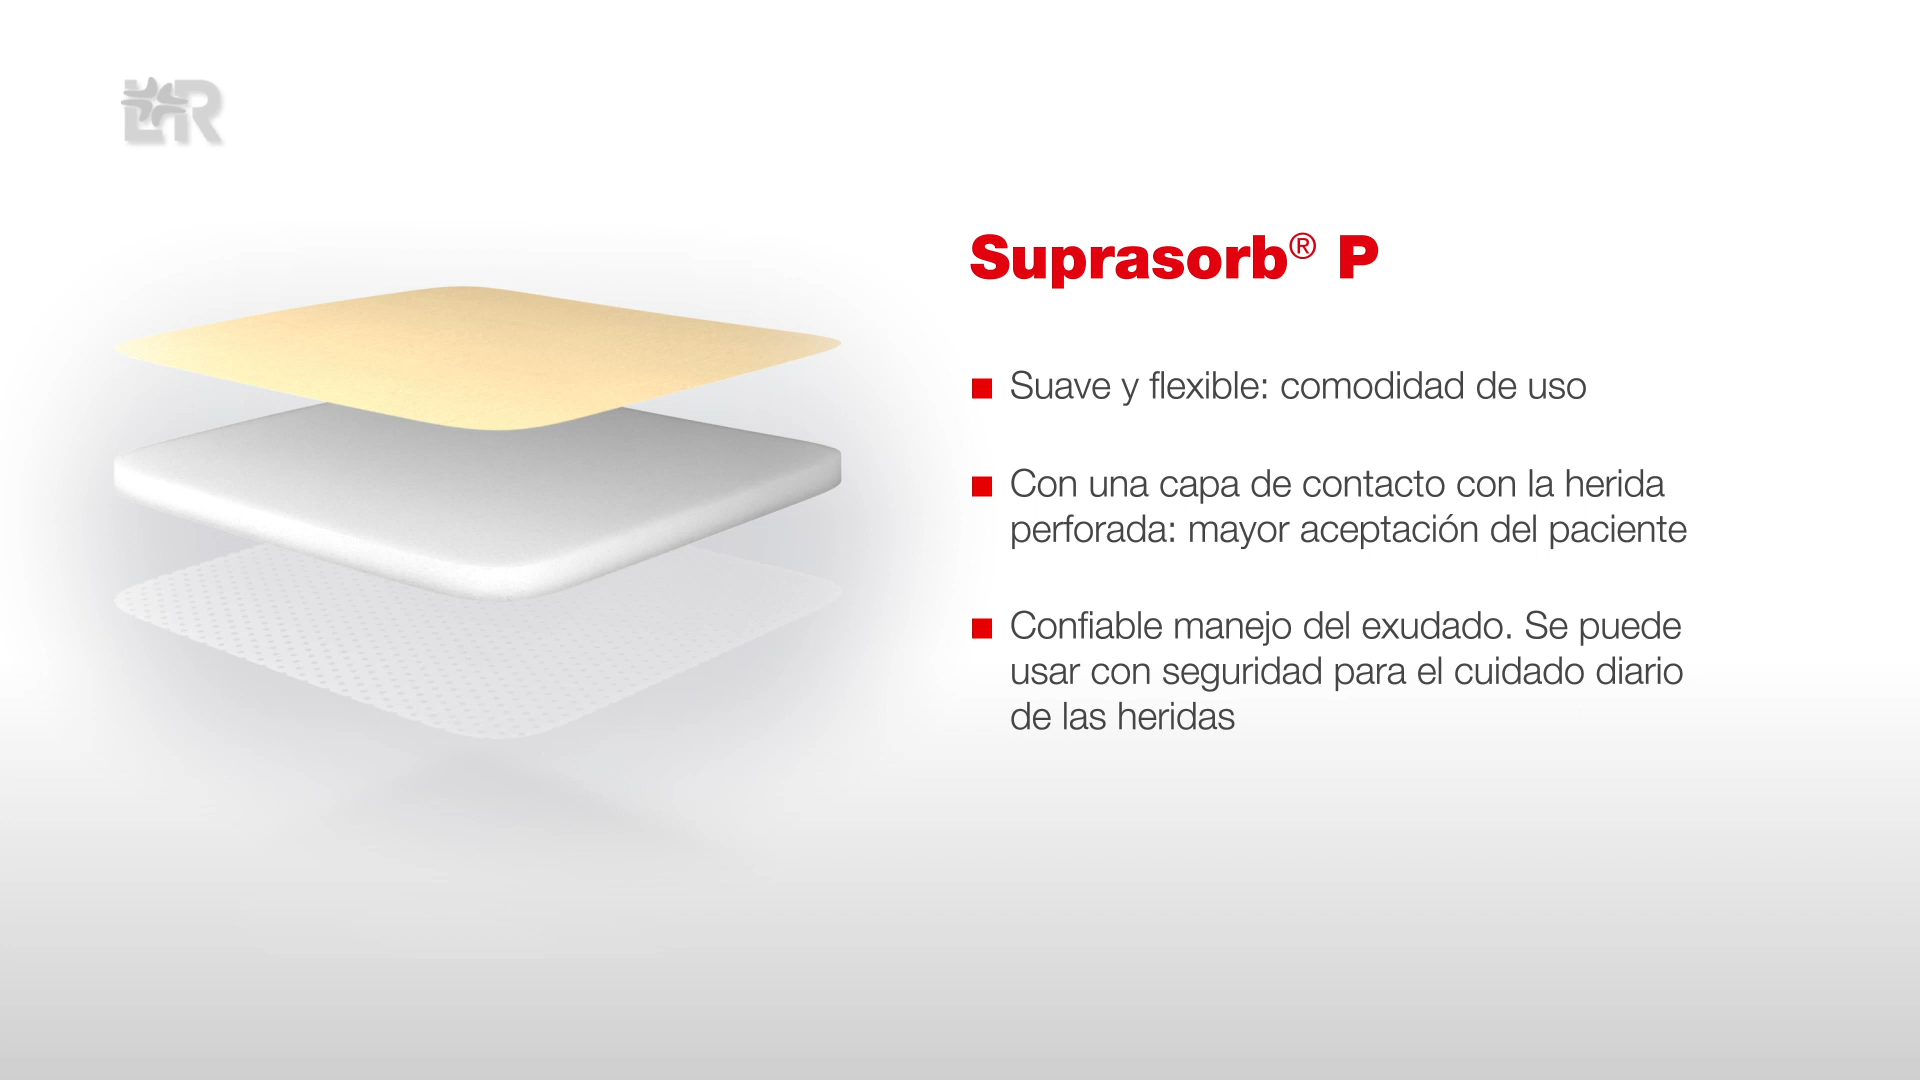 L&R
Suprasorb® P
■ Suave y flexible: comodidad de uso
■ Con una capa de contacto con la herida
perforada: mayor aceptación del paciente
■ Confiable manejo del exudado. Se puede
usar con seguridad para el cuidado diario
de las heridas